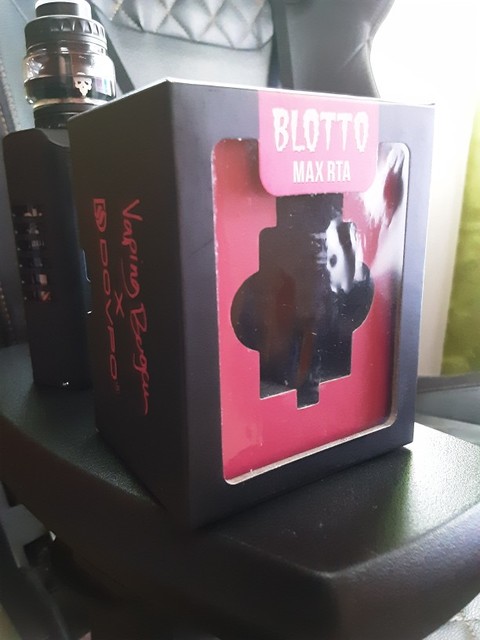 BLOTTO
MAX RTA
Vaping Bogan
X
DOVPO